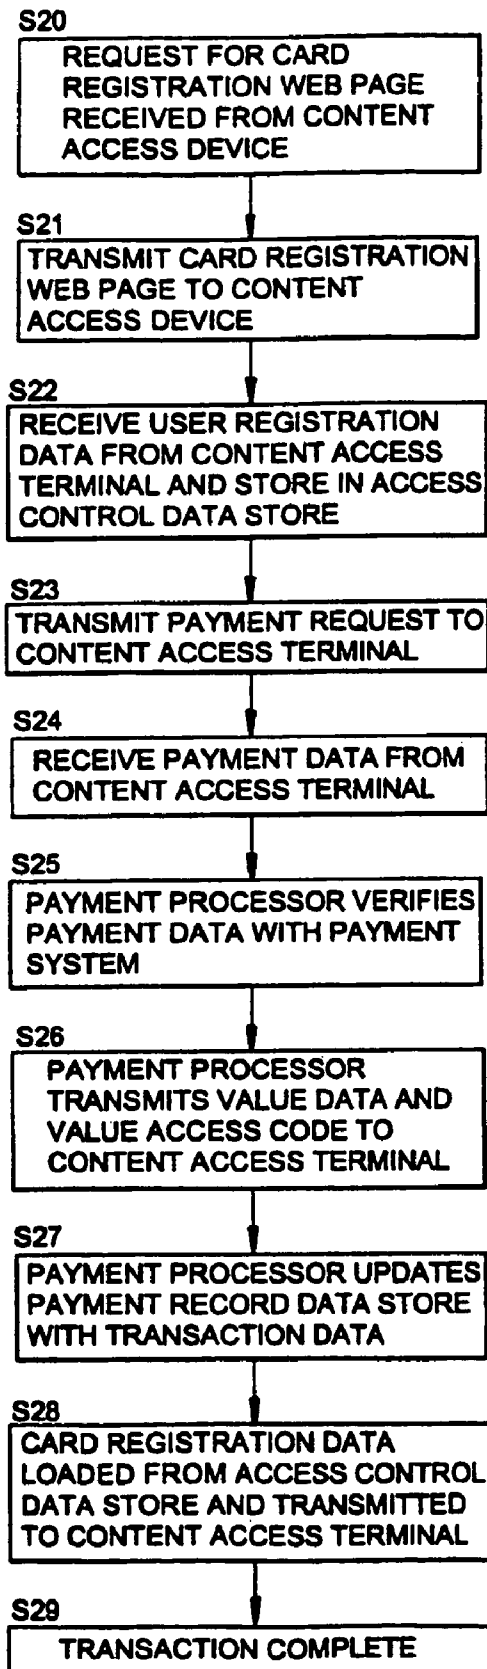 S20
REQUEST FOR CARD
REGISTRATION WEB PAGE
RECEIVED FROM CONTENT
ACCESS DEVICE
S21
TRANSMIT CARD REGISTRATION
WEB PAGE TO CONTENT
ACCESS DEVICE
S22
RECEIVE USER REGISTRATION
DATA FROM CONTENT ACCESS
TERMINAL AND STORE IN ACCESS
CONTROL DATA STORE
S23
TRANSMIT PAYMENT REQUEST TO
CONTENT ACCESS TERMINAL
S24
RECEIVE PAYMENT DATA FROM
CONTENT ACCESS TERMINAL
S25
PAYMENT PROCESSOR VERIFIES
PAYMENT DATA WITH PAYMENT
SYSTEM
S26
PAYMENT PROCESSOR
TRANSMITS VALUE DATA AND
VALUE ACCESS CODE TO
CONTENT ACCESS TERMINAL
S27
PAYMENT PROCESSOR UPDATES
PAYMENT RECORD DATA STORE
WITH TRANSACTION DATA
S28
CARD REGISTRATION DATA
LOADED FROM ACCESS CONTROL
DATA STORE AND TRANSMITTED
TO CONTENT ACCESS TERMINAL
S29
TRANSACTION COMPLETE